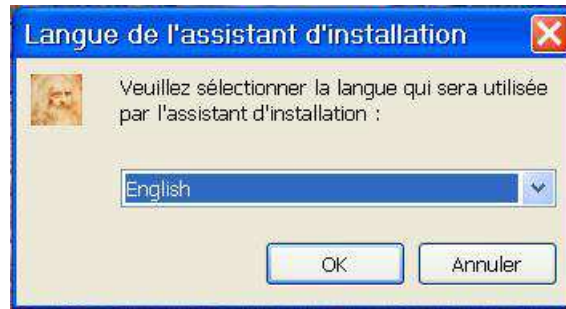 Langue de l'assistant d'installation
Veuillez sélectionner la langue qui sera utilisée
par l'assistant d'installation :
English
OK
Annuler